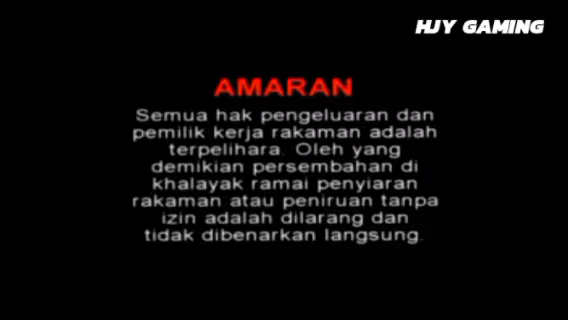 HJY GAMING
AMARAN
Semua hak pengeluaran dan
pemilik kerja rakaman adalah
terpelihara. Oleh yang
demikian persembahan di
khalayak ramai penyiaran
rakaman atau peniruan tanpa
izin adalah dilarang dan
tidak dibenarkan langsung.